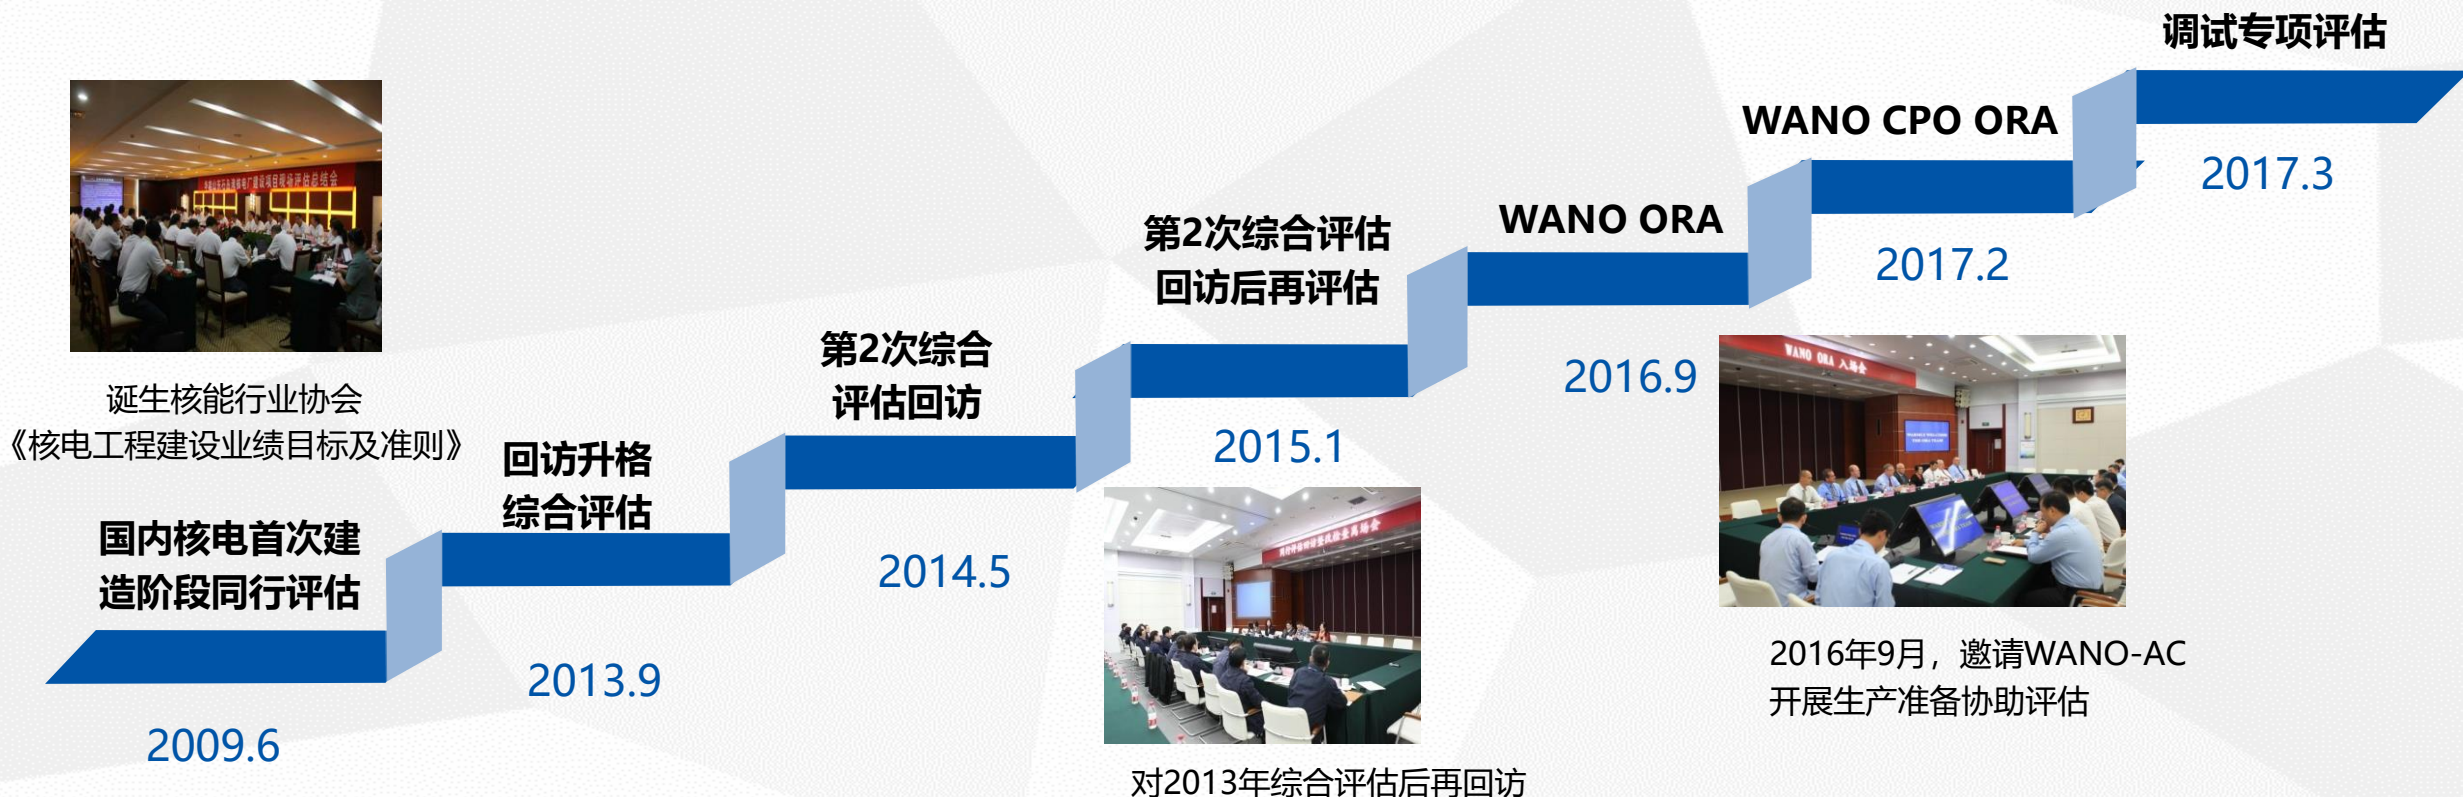 调试专项评估
WANO CPO ORA
2017.3
WANO ORA
2017.2
第2次综合评估
回访后再评估
2016.9
第2次综合
评估回访
2015.1
回访升格
综合评估
2014.5
国内核电首次建
造阶段同行评估
2013.9
2009.6
诞生核能行业协会
《核电工程建设业绩目标及准则》
WANO ORA 入场会
2016年9月，邀请WANO-AC
开展生产准备协助评估
对2013年综合评估后再回访